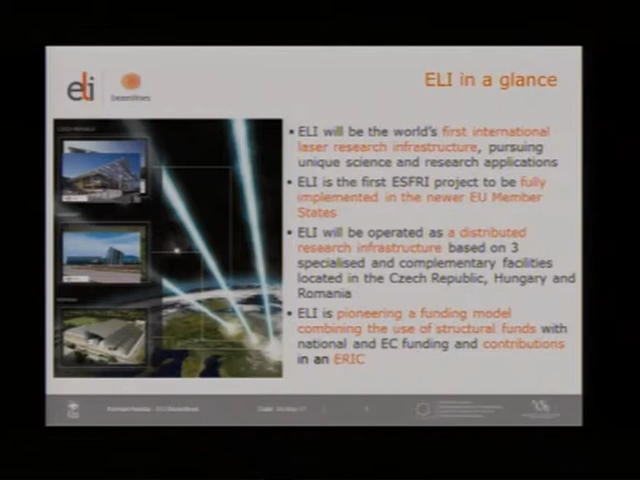 eli
beamlines
ELI in a glance
▪ ELI will be the world's first international
laser research infrastructure, pursuing
unique science and research applications
▪ ELI is the first ESFRI project to be fully
implemented in the newer EU Member
States
▪ ELI will be operated as a distributed
research infrastructure based on 3
specialised and complementary facilities
located in the Czech Republic, Hungary and
Romania
▪ ELI is pioneering a funding model
combining the use of structural funds with
national and EC funding and contributions
in an ERIC